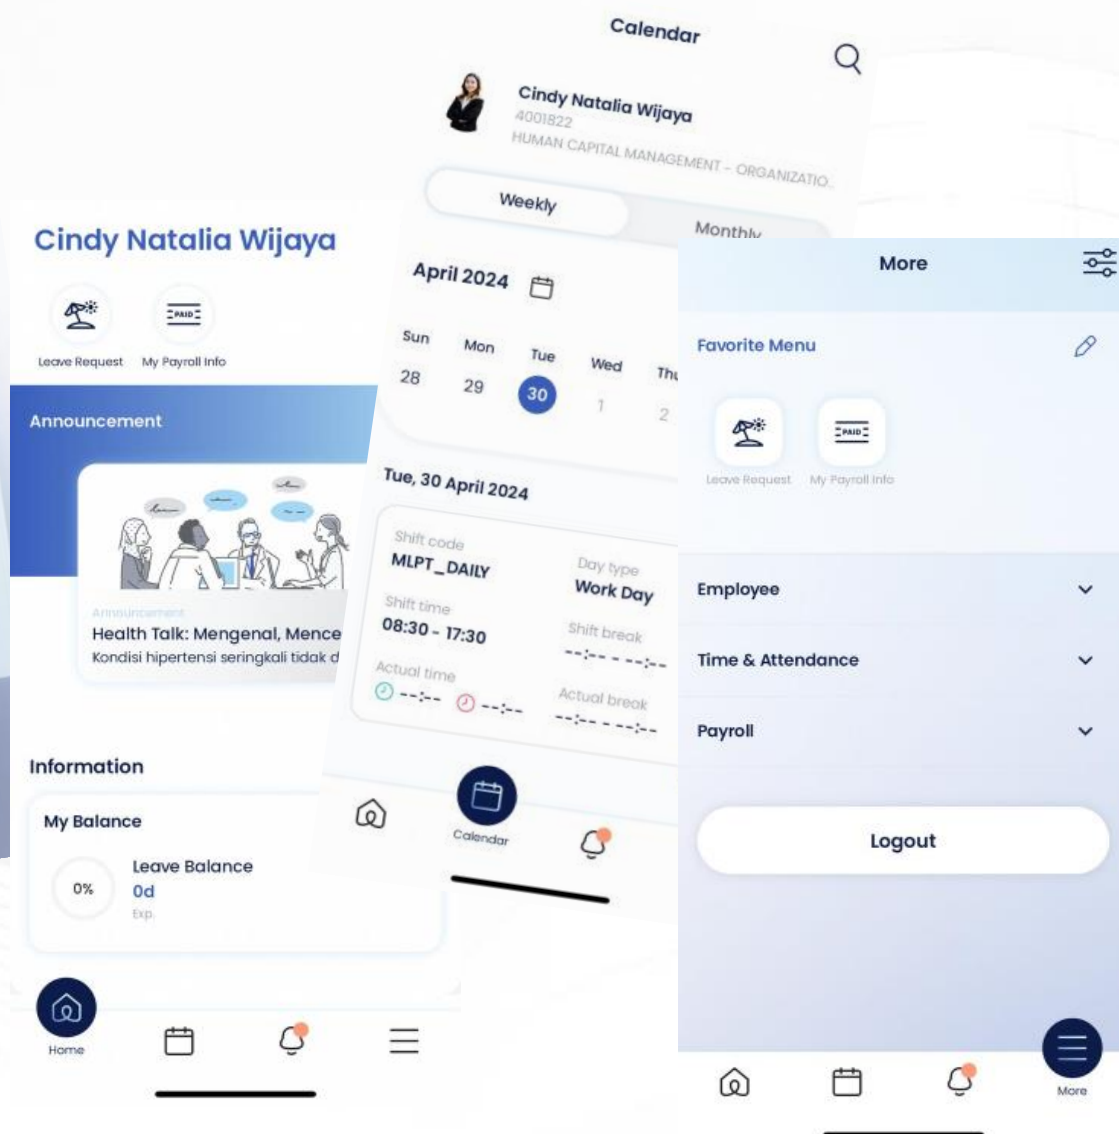 Cindy Natalia Wijaya
Leave Request
My Payroll Info
PAID
Announcement
Announcement
Health Talk: Mengenal, Mence
Kondisi hipertensi seringkali tidak d
Information
My Balance
0%
Leave Balance
0d
Exp.
Home
Calendar
Cindy Natalia Wijaya
4001822
HUMAN CAPITAL MANAGEMENT - ORGANIZATIO..
Weekly
Monthly
April 2024
Sun Mon Tue Wed Thu
28 29 30 1 2
Tue, 30 April 2024
Shift code
MLPT_DAILY
Day type
Work Day
Shift time
08:30 - 17:30
Shift break
--:-- - --:--
Actual time
--:-- --:--
Actual break
--:-- - --:--
Calendar
More
Favorite Menu
PAID
Leave Request
My Payroll Info
Employee
Time & Attendance
Payroll
Logout
More